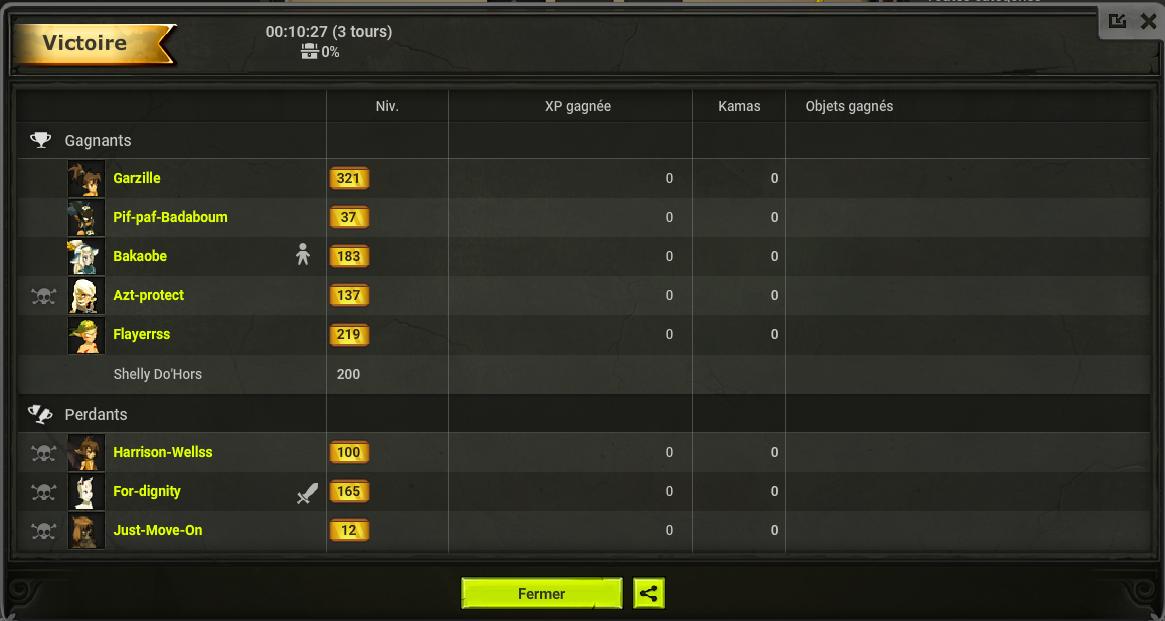 Victoire
00:10:27 (3 tours)
0%
Niv. XP gagnée Kamas Objets gagnés
Gagnants
Garzille 321 0 0
Pif-paf-Badaboum 37 0 0
Bakaobe 183 0 0
Azt-protect 137 0 0
Flayerrss 219 0 0
Shelly Do'Hors 200
Perdants
Harrison-Wellss 100 0 0
For-dignity 165 0 0
Just-Move-On 12 0 0
Fermer